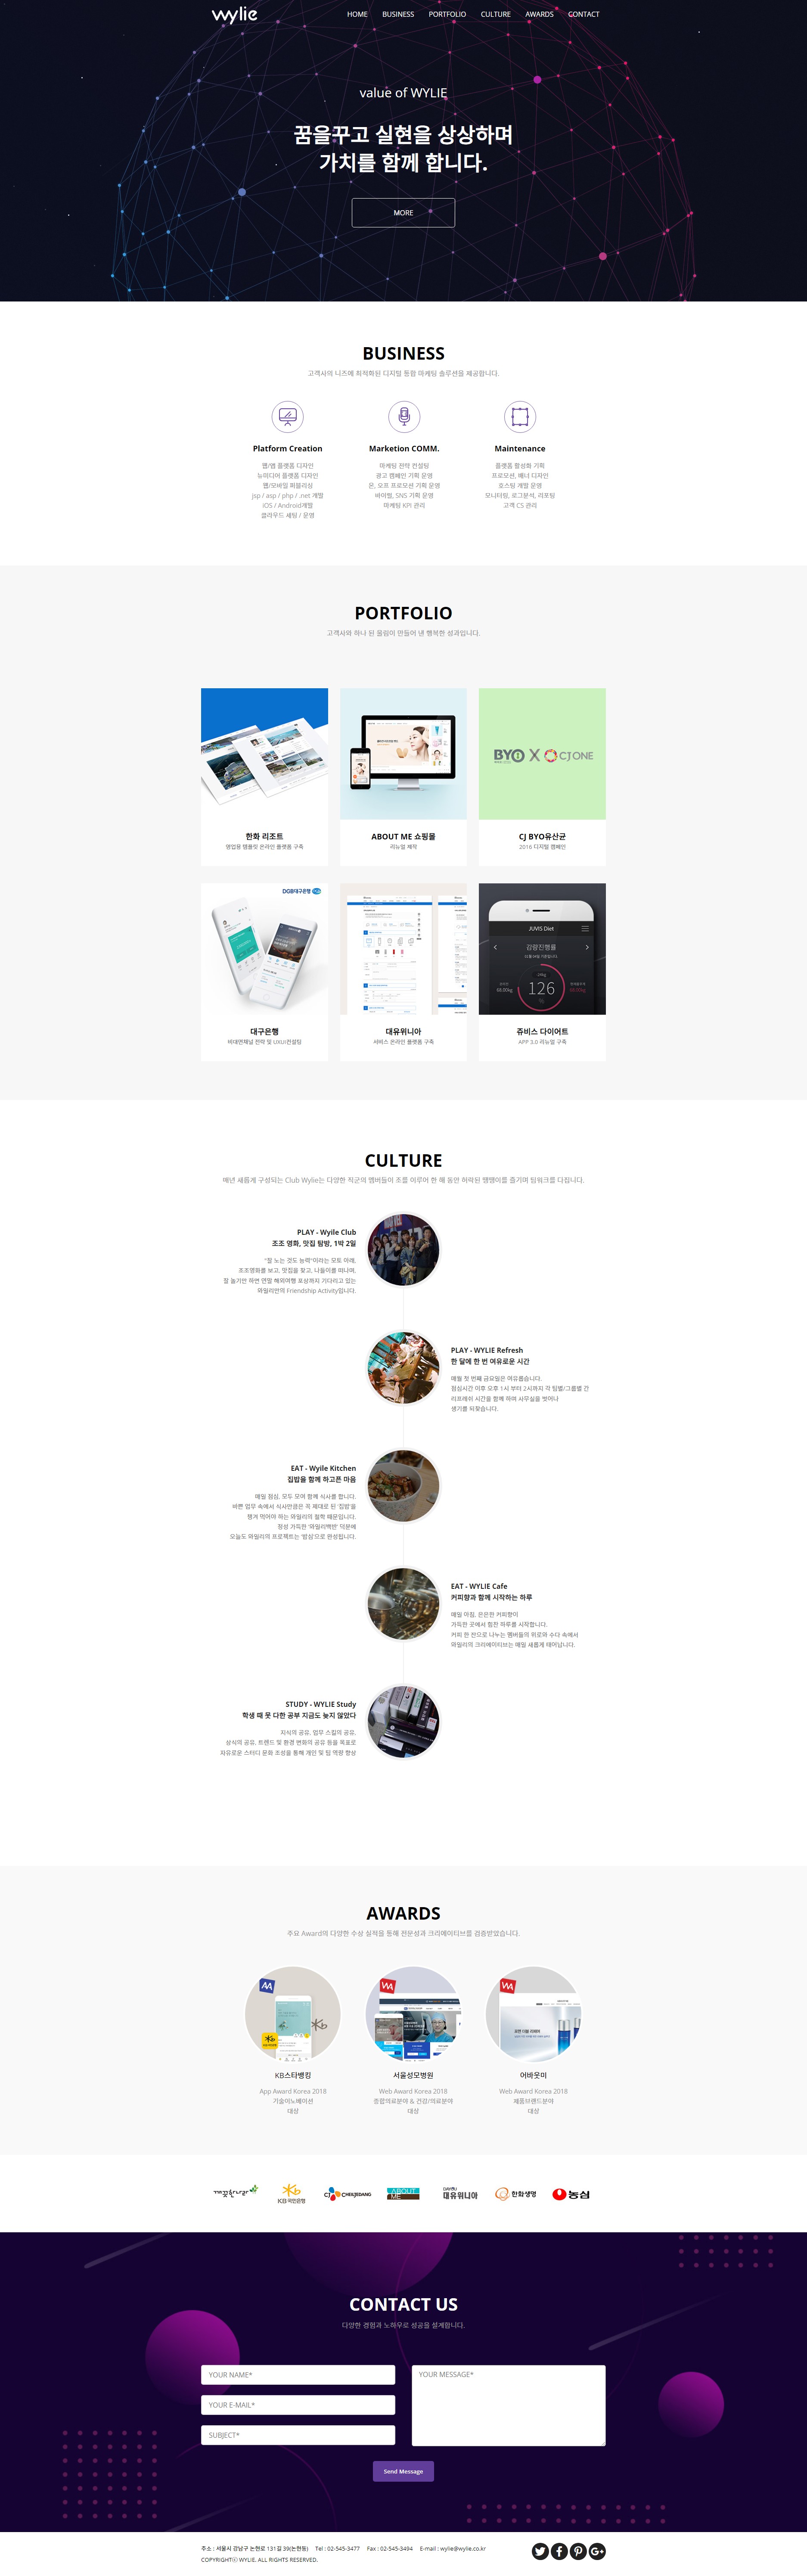 wylie
HOME BUSINESS PORTFOLIO CULTURE AWARDS CONTACT
value of WYLIE
꿈을꾸고 실현을 상상하며
가치를 함께 합니다.
MORE
BUSINESS
고객사의 니즈에 최적화된 디지털 통합 마케팅 솔루션을 제공합니다.
Platform Creation
웹/앱 플랫폼 디자인
뉴미디어 플랫폼 디자인
웹/모바일 퍼블리싱
jsp / asp / php / .net 개발
iOS / Android개발
클라우드 세팅 / 운영
Marketion COMM.
마케팅 전략 컨설팅
광고 캠페인 기획 운영
온, 오프 프로모션 기획 운영
바이럴, SNS 기획 운영
마케팅 KPI 관리
Maintenance
플랫폼 활성화 기획
프로모션, 배너 디자인
호스팅 개발 운영
모니터링, 로그분석, 리포팅
고객 CS 관리
PORTFOLIO
고객사와 하나 된 울림이 만들어 낸 행복한 성과입니다.
BYO X CJ ONE
한화 리조트
영업용 템플릿 온라인 플랫폼 구축
ABOUT ME 쇼핑몰
리뉴얼 제작
CJ BYO유산균
2016 디지털 캠페인
DGB대구은행
JUVIS Diet
감량진행률
126
대구은행
비대면채널 전략 및 UXUI컨설팅
대유위니아
서비스 온라인 플랫폼 구축
쥬비스 다이어트
APP 3.0 리뉴얼 구축
CULTURE
매년 새롭게 구성되는 Club Wylie는 다양한 직군의 멤버들이 조를 이루어 한 해 동안 허락된 땡땡이를 즐기며 팀워크를 다집니다.
PLAY - Wyile Club
조조 영화, 맛집 탐방, 1박 2일
"잘 노는 것도 능력"이라는 모토 아래,
조조영화를 보고, 맛집을 찾고, 나들이를 떠나며,
잘 놀기만 하면 연말 해외여행 포상까지 기다리고 있는
와일리만의 Friendship Activity입니다.
PLAY - WYLIE Refresh
한 달에 한 번 여유로운 시간
매월 첫 번째 금요일은 여유롭습니다.
점심시간 이후 오후 1시 부터 2시까지 각 팀별/그룹별 간
리프레쉬 시간을 함께 하며 사무실을 벗어나
생기를 되찾습니다.
EAT - Wyile Kitchen
집밥을 함께 하고픈 마음
매일 점심, 모두 모여 함께 식사를 합니다.
바쁜 업무 속에서 식사만큼은 꼭 제대로 된 '집밥'을
챙겨 먹어야 하는 와일리의 철학 때문입니다.
정성 가득한 '와일리백반' 덕분에
오늘도 와일리의 프로젝트는 '밥심'으로 완성됩니다.
EAT - WYLIE Cafe
커피향과 함께 시작하는 하루
매일 아침, 은은한 커피향이
가득한 곳에서 힘찬 하루를 시작합니다.
커피 한 잔으로 나누는 멤버들의 위로와 수다 속에서
와일리의 크리에이티브는 매일 새롭게 태어납니다.
STUDY - WYLIE Study
학생 때 못 다한 공부 지금도 늦지 않았다
지식의 공유, 업무 스킬의 공유,
상식의 공유, 트렌드 및 환경 변화의 공유 등을 목표로
자유로운 스터디 문화 조성을 통해 개인 및 팀 역량 향상
AWARDS
주요 Award의 다양한 수상 실적을 통해 전문성과 크리에이티브를 검증받았습니다.
KB스타뱅킹
App Award Korea 2018
기술이노베이션
대상
서울성모병원
Web Award Korea 2018
종합의료분야 & 건강/의료분야
대상
어바웃미
Web Award Korea 2018
제품브랜드분야
대상
깨끗한나라
KB국민은행
CJ CHEILJEDANG
ABOUT ME
대유위니아
한화생명
농심
CONTACT US
다양한 경험과 노하우로 성공을 설계합니다.
YOUR NAME*
YOUR E-MAIL*
SUBJECT*
YOUR MESSAGE*
Send Message
주소 : 서울시 강남구 논현로 131길 39(논현동) Tel : 02-545-3477 Fax : 02-545-3494 E-mail : wylie@wylie.co.kr
COPYRIGHTⓒ WYLIE. ALL RIGHTS RESERVED.